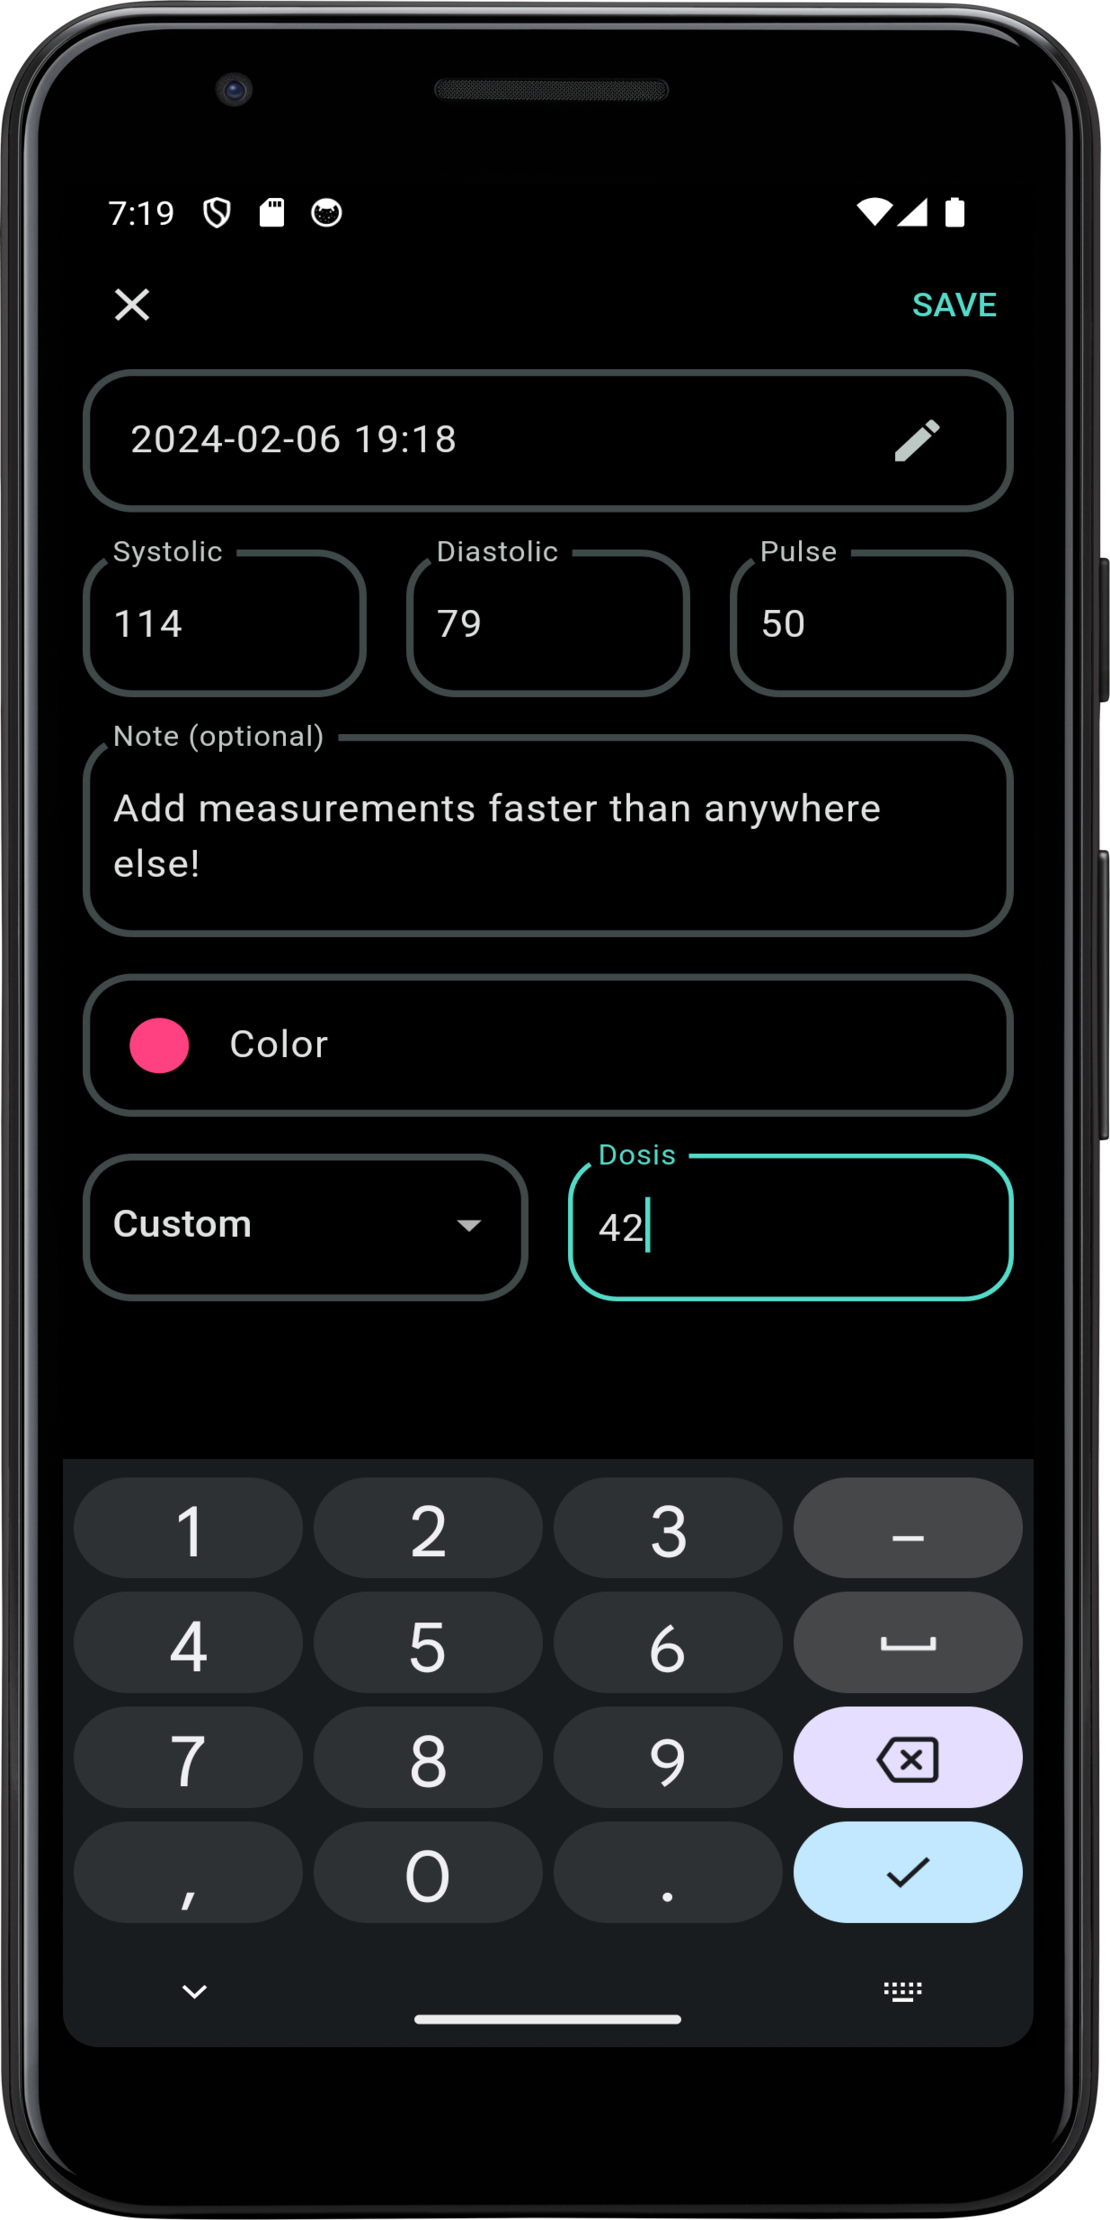 7:19
SAVE
2024-02-06 19:18
Systolic
Diastolic
Pulse
114
79
50
Note (optional)
Add measurements faster than anywhere
else!
Color
Dosis
Custom
42
1 2 3 –
4 5 6
7 8 9
, 0 .